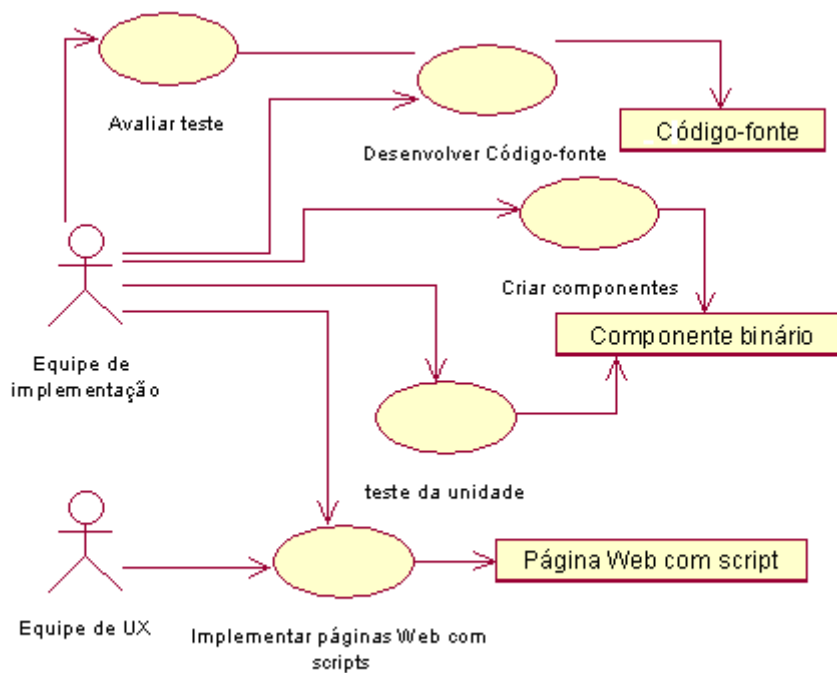 Avaliar teste
Desenvolver Código-fonte
Código-fonte
Criar componentes
Componente binário
Equipe de
implementação
teste da unidade
Página Web com script
Equipe de UX
Implementar páginas Web com
scripts